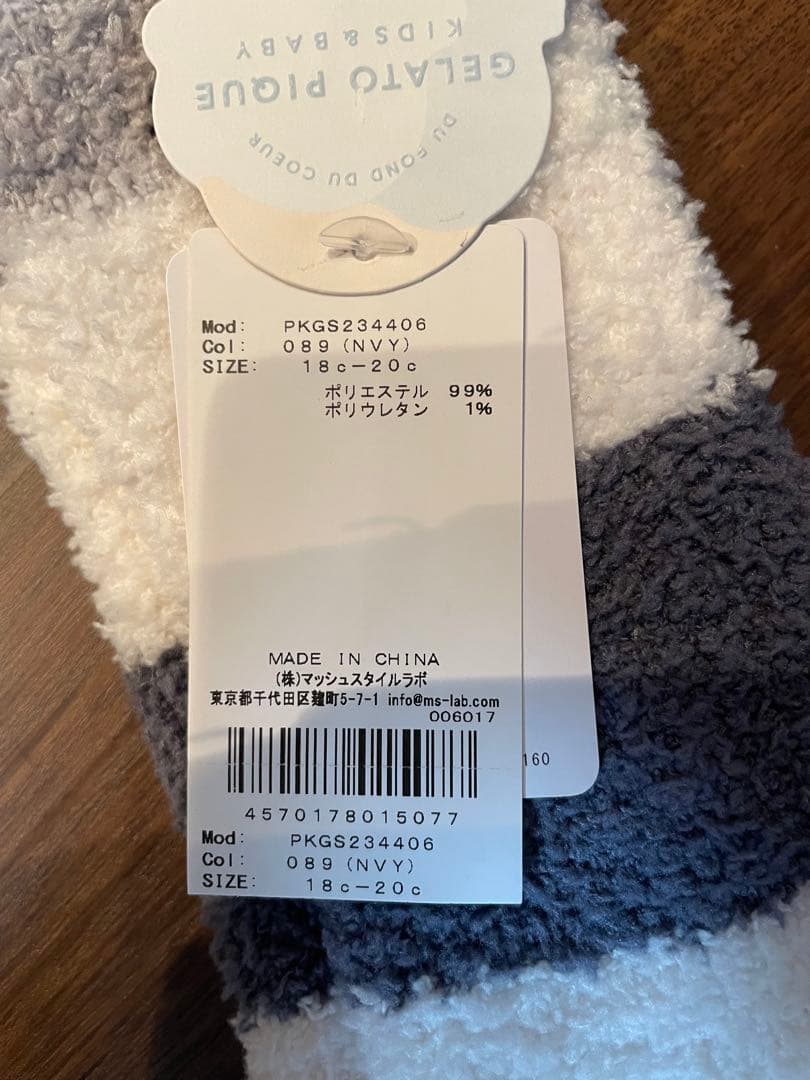 KIDS & BABY
GELATO PIQUE
DU FOND DU COEUR
Mod: PKGS234406
Col: 089 (NVY)
SIZE: 18c-20c
ポリエステル 99%
ポリウレタン 1%
MADE IN CHINA
(株)マッシュスタイルラボ
東京都千代田区麹町5-7-1 info@ms-lab.com
006017
160
4570178015077
Mod: PKGS234406
Col: 089 (NVY)
SIZE: 18c-20c